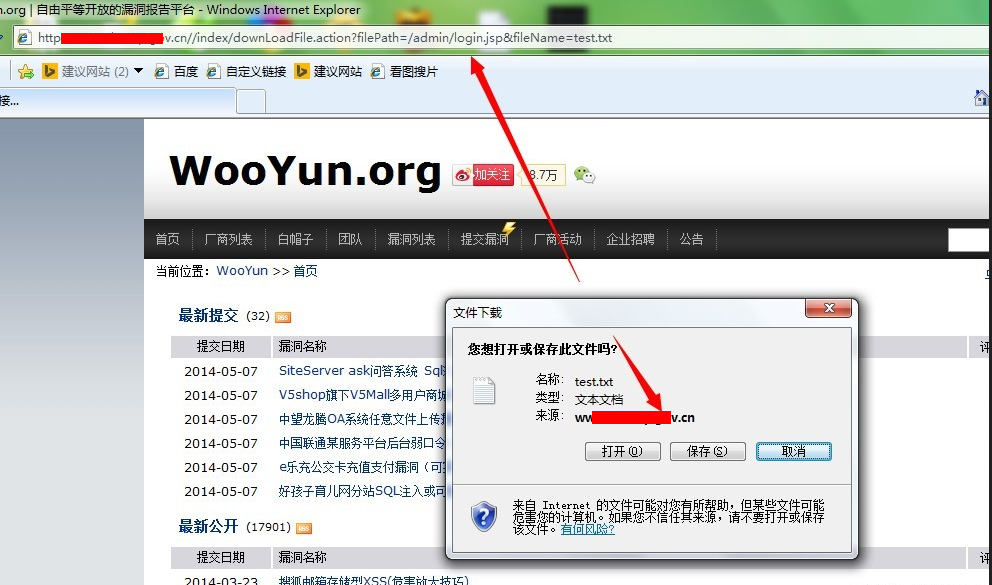 .org | 自由平等开放的漏洞报告平台 - Windows Internet Explorer
http ov.cn//index/downLoadFile.action?filePath=/admin/login.jsp&fileName=test.txt
建议网站 (2) 百度 自定义链接 建议网站 看图搜片
接...
WooYun.org 加关注 3.7万
首页 厂商列表 白帽子 团队 漏洞列表 提交漏洞 厂商活动 企业招聘 公告
当前位置: WooYun >> 首页
最新提交 (32) RSS
提交日期 漏洞名称 评
2014-05-07 SiteServer ask问答系统
2014-05-07 V5shop旗下V5Mall多用户商城
2014-05-07 中望龙腾OA系统任意文件上传
2014-05-07 中国联通某服务平台后台弱口令
2014-05-07 e乐充公交卡充值支付漏洞（可
2014-05-07 好孩子育儿网分站SQL注入或可
最新公开 (17901) RSS
提交日期 漏洞名称 评
2014-03-23 搜狐邮箱存储型XSS(危害放大技巧)
文件下载
您想打开或保存此文件吗?
名称: test.txt
类型: 文本文档
来源: ww v.cn
打开(O) 保存(S) 取消
来自 Internet 的文件可能对您有所帮助，但某些文件可能
危害您的计算机。如果您不信任其来源，请不要打开或保存
该文件。有何风险?